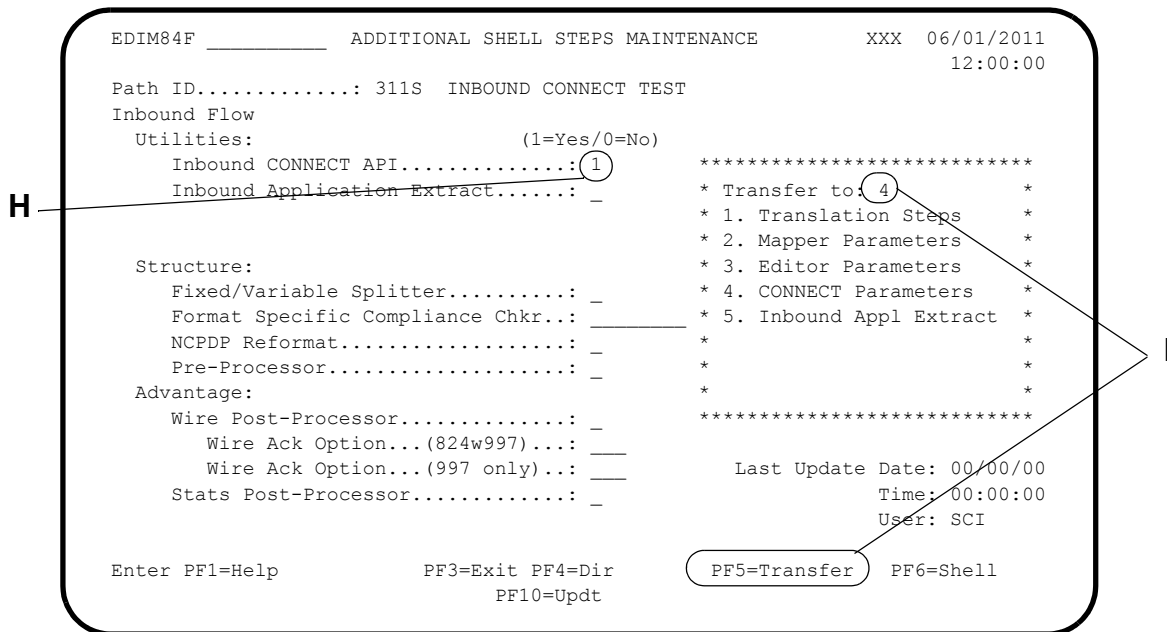 EDIM84F __________ ADDITIONAL SHELL STEPS MAINTENANCE XXX 06/01/2011
12:00:00
Path ID.............: 311S INBOUND CONNECT TEST
Inbound Flow
Utilities: (1=Yes/0=No)
Inbound CONNECT API..............: 1 ****************************
Inbound Application Extract......: _ * Transfer to: 4 *
H
* 1. Translation Steps *
* 2. Mapper Parameters *
Structure: * 3. Editor Parameters *
Fixed/Variable Splitter..........: _ * 4. CONNECT Parameters *
Format Specific Compliance Chkr..: ________ * 5. Inbound Appl Extract *
NCPDP Reformat...................: _ * *
Pre-Processor....................: _ * *
Advantage: * *
Wire Post-Processor..............: _ ****************************
Wire Ack Option...(824w997)...: ___
Wire Ack Option...(997 only)..: ___ Last Update Date: 00/00/00
Stats Post-Processor.............: _ Time: 00:00:00
User: SCI
Enter PF1=Help PF3=Exit PF4=Dir PF5=Transfer PF6=Shell
PF10=Updt